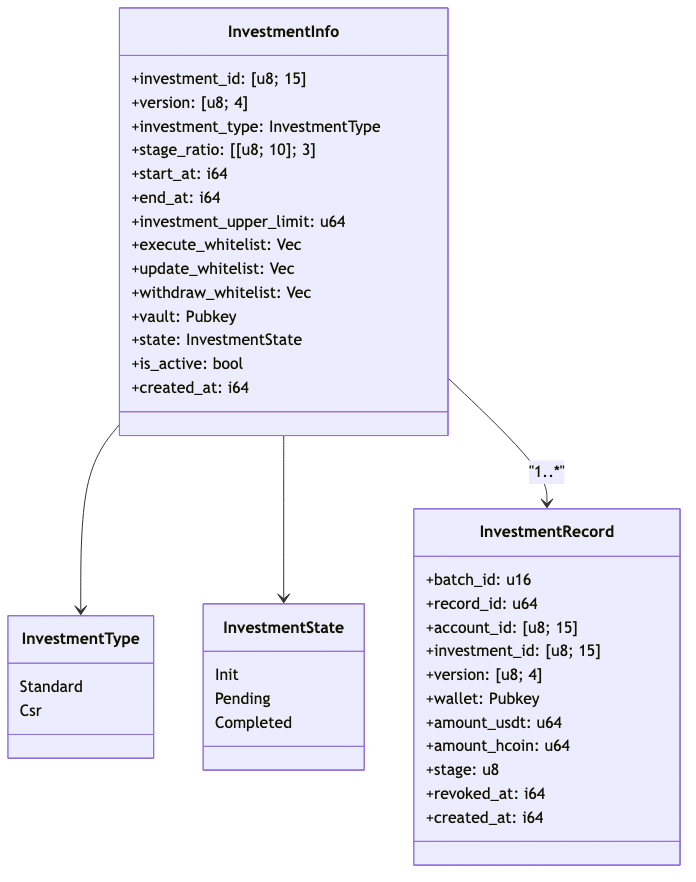 InvestmentInfo
+investment_id: [u8; 15]
+version: [u8; 4]
+investment_type: InvestmentType
+stage_ratio: [[u8; 10]; 3]
+start_at: i64
+end_at: i64
+investment_upper_limit: u64
+execute_whitelist: Vec
+update_whitelist: Vec
+withdraw_whitelist: Vec
+vault: Pubkey
+state: InvestmentState
+is_active: bool
+created_at: i64
"1..*"
InvestmentType
Standard
Csr
InvestmentState
Init
Pending
Completed
InvestmentRecord
+batch_id: u16
+record_id: u64
+account_id: [u8; 15]
+investment_id: [u8; 15]
+version: [u8; 4]
+wallet: Pubkey
+amount_usdt: u64
+amount_hcoin: u64
+stage: u8
+revoked_at: i64
+created_at: i64